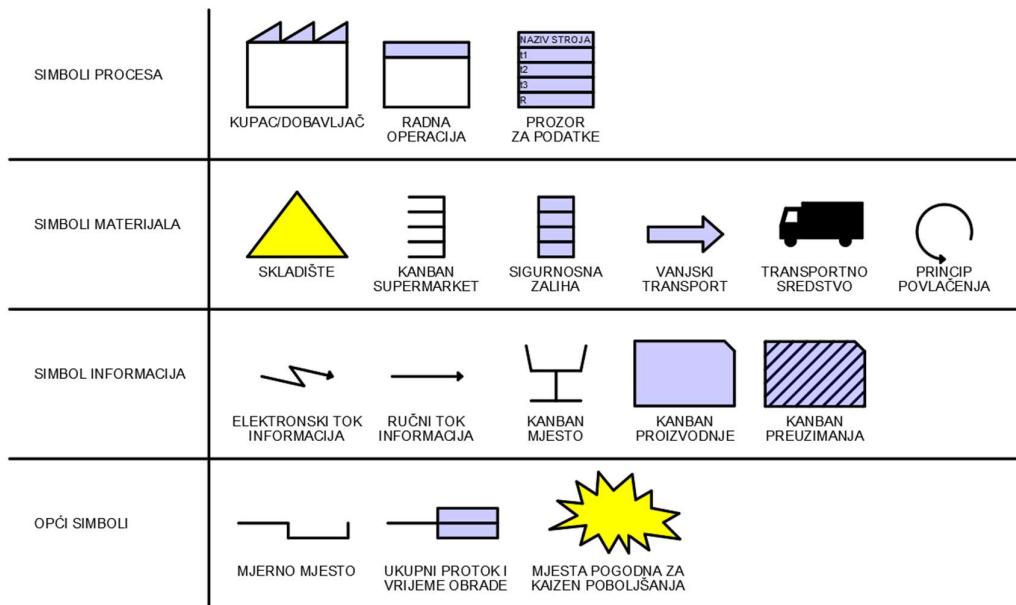 SIMBOLI PROCESA
NAZIV STROJA
t1
t2
t3
R
KUPAC/DOBAVLJAČ
RADNA
OPERACIJA
PROZOR
ZA PODATKE
SIMBOLI MATERIJALA
SKLADIŠTE
KANBAN
SUPERMARKET
SIGURNOSNA
ZALIHA
VANJSKI
TRANSPORT
TRANSPORTNO
SREDSTVO
PRINCIP
POVLAČENJA
SIMBOL INFORMACIJA
ELEKTRONSKI TOK
INFORMACIJA
RUČNI TOK
INFORMACIJA
KANBAN
MJESTO
KANBAN
PROIZVODNJE
KANBAN
PREUZIMANJA
OPĆI SIMBOLI
MJERNO MJESTO
UKUPNI PROTOK I
VRIJEME OBRADE
MJESTA POGODNA ZA
KAIZEN POBOLJŠANJA